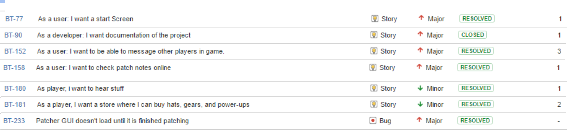 BT-77 As a user: I want a start Screen Story Major RESOLVED 1
BT-90 As a developer: I want documentation of the project Story Major CLOSED 1
BT-152 As a user: I want to be able to message other players in game. Story Major RESOLVED 3
BT-156 As a user: I want to check patch notes online Story Major RESOLVED 1
BT-180 As player, i want to hear stuff Story Minor RESOLVED 1
BT-181 As a player, I want a store where I can buy hats, gears, and power-ups Story Minor RESOLVED 2
BT-233 Patcher GUI doesn't load until it is finished patching Bug Major RESOLVED -